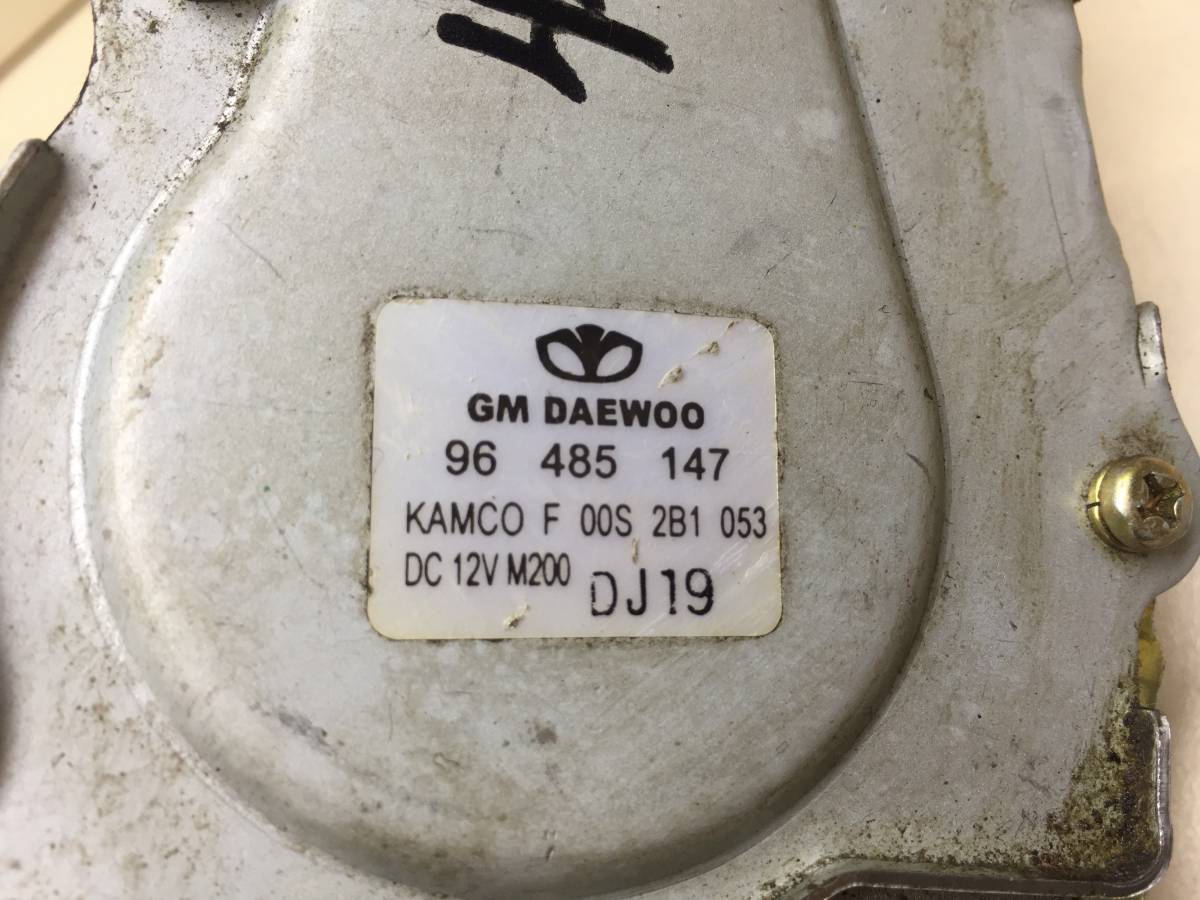 GM DAEWOO
96 485 147
KAMCO F 00S 2B1 053
DC 12V M200 DJ19